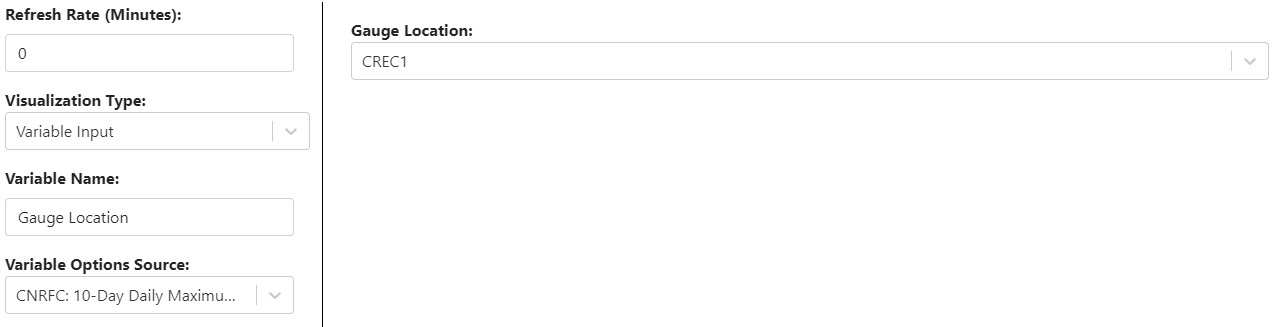 Refresh Rate (Minutes):
0
Visualization Type:
Variable Input
Variable Name:
Gauge Location
Variable Options Source:
CNRFC: 10-Day Daily Maximu...
Gauge Location:
CREC1